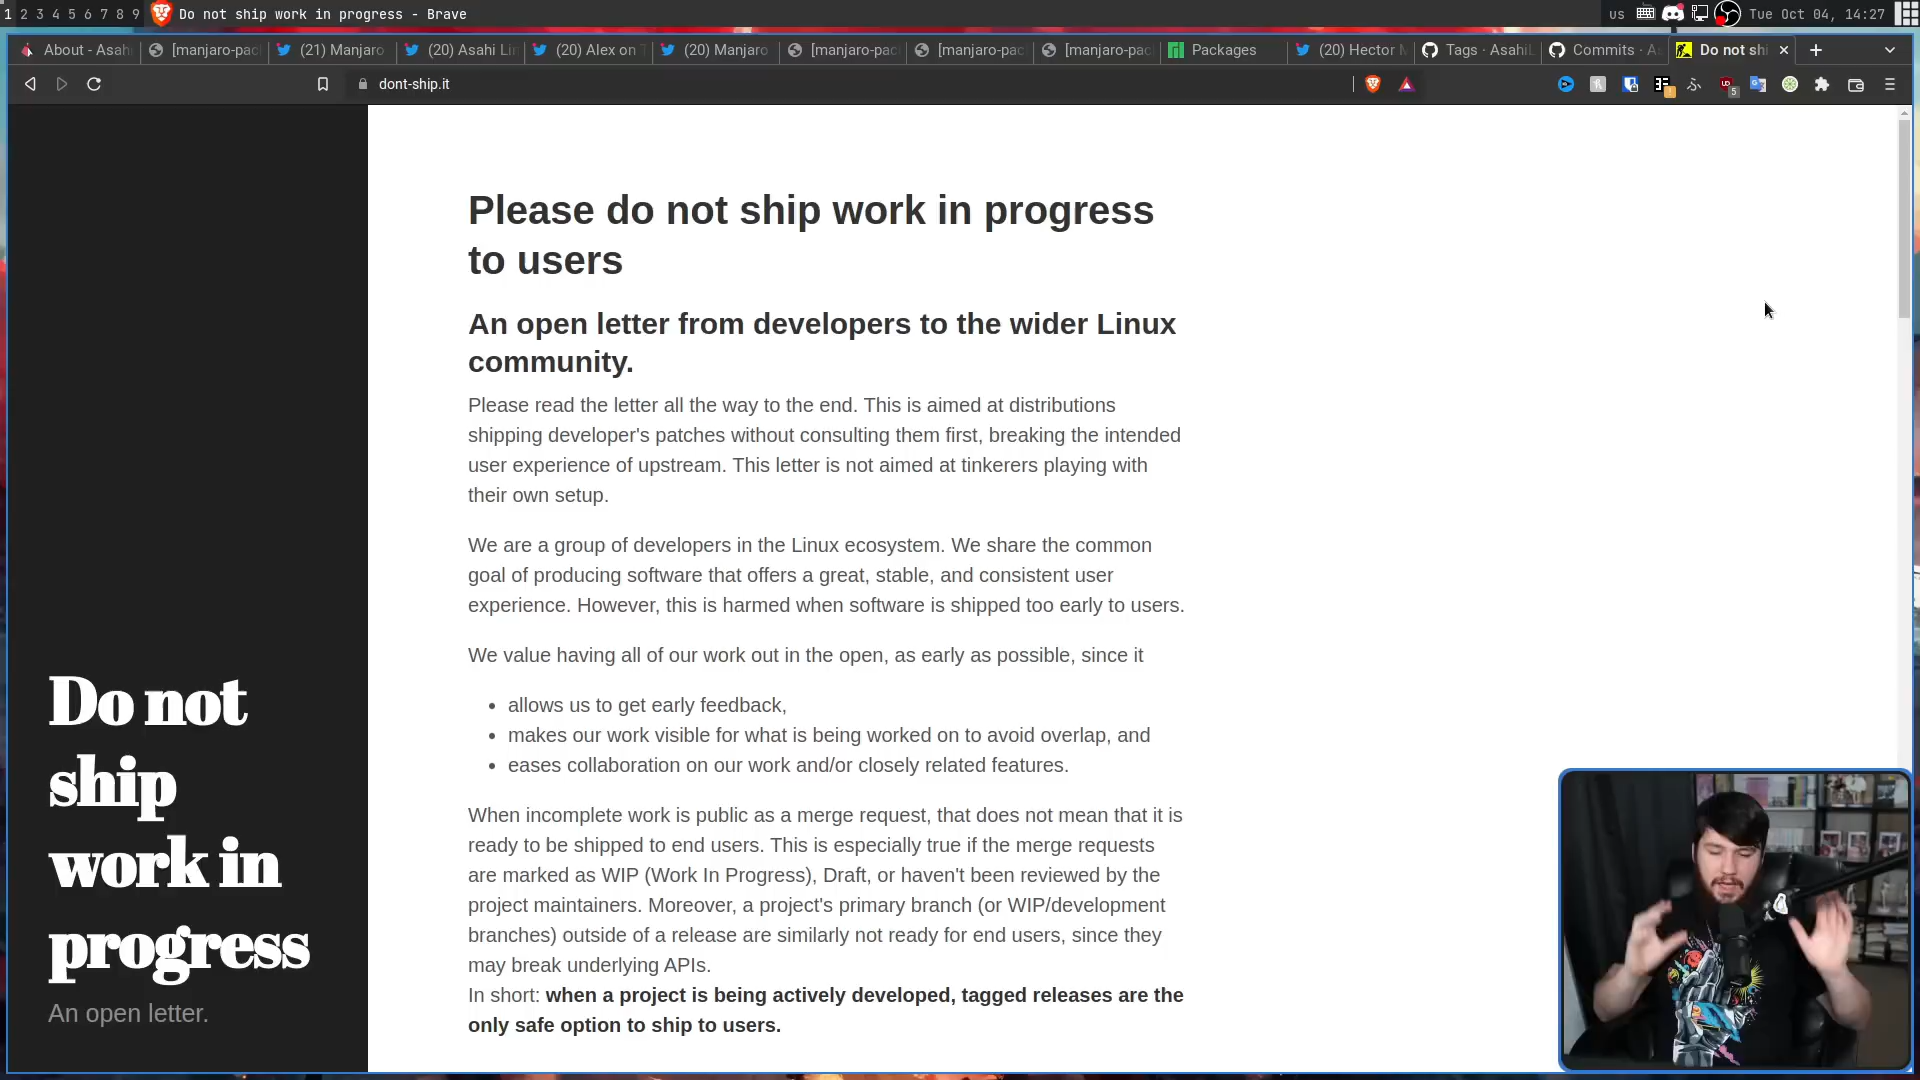 1 2 3 4 5 6 7 8 9 Do not ship work in progress - Brave us Tue Oct 04, 14:27
About - Asah [manjaro-pac (21) Manjaro (20) Asahi Lin (20) Alex on T (20) Manjaro [manjaro-pac [manjaro-pac [manjaro-pac Packages (20) Hector M Tags · AsahiL Commits · As Do not shi
dont-ship.it
5
Please do not ship work in progress
to users
An open letter from developers to the wider Linux
community.
Please read the letter all the way to the end. This is aimed at distributions
shipping developer's patches without consulting them first, breaking the intended
user experience of upstream. This letter is not aimed at tinkerers playing with
their own setup.
We are a group of developers in the Linux ecosystem. We share the common
goal of producing software that offers a great, stable, and consistent user
experience. However, this is harmed when software is shipped too early to users.
We value having all of our work out in the open, as early as possible, since it
• allows us to get early feedback,
• makes our work visible for what is being worked on to avoid overlap, and
• eases collaboration on our work and/or closely related features.
When incomplete work is public as a merge request, that does not mean that it is
ready to be shipped to end users. This is especially true if the merge requests
are marked as WIP (Work In Progress), Draft, or haven't been reviewed by the
project maintainers. Moreover, a project's primary branch (or WIP/development
branches) outside of a release are similarly not ready for end users, since they
may break underlying APIs.
In short: when a project is being actively developed, tagged releases are the
only safe option to ship to users.
Do not
ship
work in
progress
An open letter.